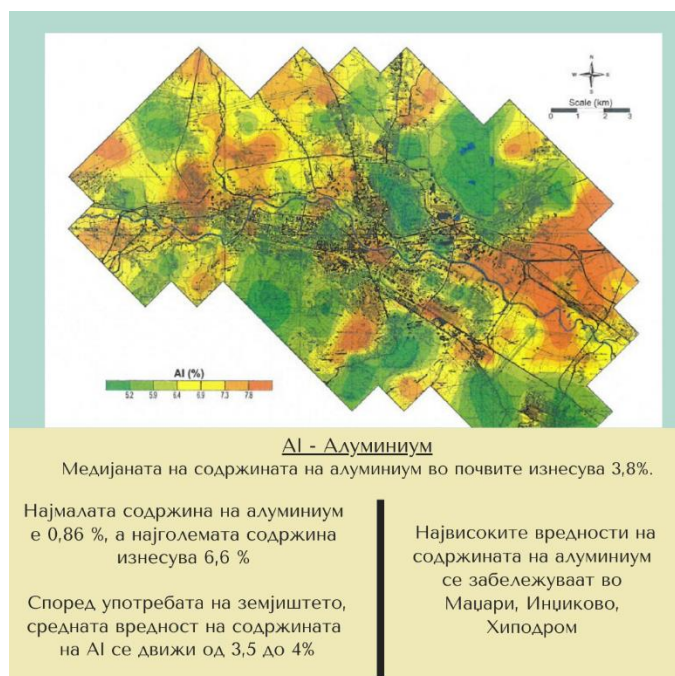 N
W E
S
Scale (km)
0 1 2 3
Al (%)
5.2 5.9 6.4 6.9 7.3 7.8
Al - Алуминиум
Медијаната на содржината на алуминиум во почвите изнесува 3,8%.
Најмалата содржина на алуминиум
е 0,86 %, а најголемата содржина
изнесува 6,6 %
Според употребата на земјиштето,
средната вредност на содржината
на Al се движи од 3,5 до 4%
Највисоките вредности на
содржината на алуминиум
се забележуваат во
Маџари, Инџиково,
Хиподром